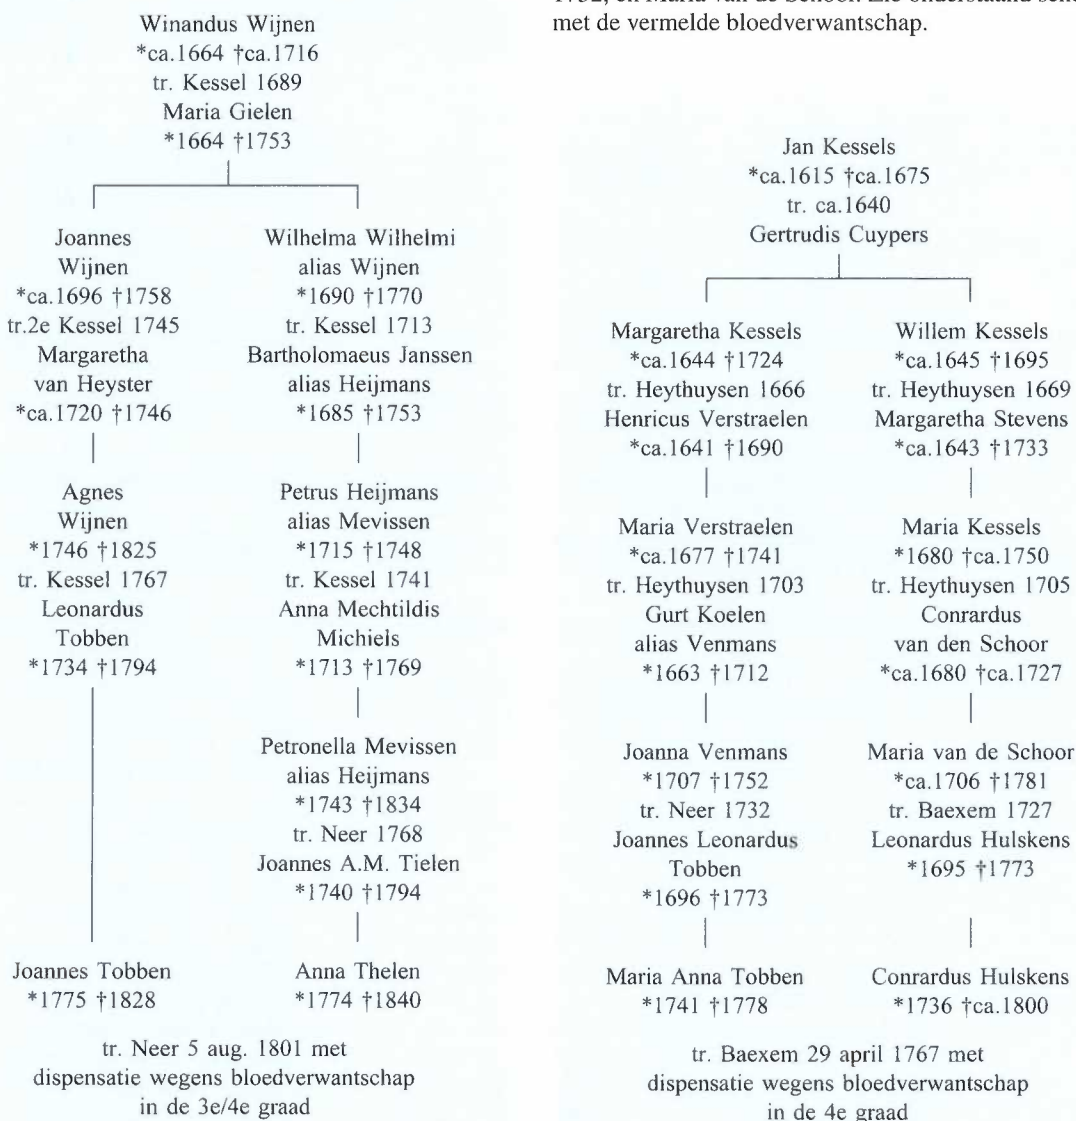 Winandus Wijnen
*ca.1664 †ca.1716
tr. Kessel 1689
Maria Gielen
*1664 †1753
Joannes
Wijnen
*ca.1696 †1758
tr.2e Kessel 1745
Margaretha
van Heyster
*ca.1720 †1746
Agnes
Wijnen
*1746 †1825
tr. Kessel 1767
Leonardus
Tobben
*1734 †1794
Joannes Tobben
*1775 †1828
Wilhelma Wilhelmi
alias Wijnen
*1690 †1770
tr. Kessel 1713
Bartholomaeus Janssen
alias Heijmans
*1685 †1753
Petrus Heijmans
alias Mevissen
*1715 †1748
tr. Kessel 1741
Anna Mechtildis
Michiels
*1713 †1769
Petronella Mevissen
alias Heijmans
*1743 †1834
tr. Neer 1768
Joannes A.M. Tielen
*1740 †1794
Anna Thelen
*1774 †1840
tr. Neer 5 aug. 1801 met
dispensatie wegens bloedverwantschap
in de 3e/4e graad
met de vermelde bloedverwantschap.
Jan Kessels
*ca.1615 †ca.1675
tr. ca.1640
Gertrudis Cuypers
Margaretha Kessels
*ca.1644 †1724
tr. Heythuysen 1666
Henricus Verstraelen
*ca.1641 †1690
Maria Verstraelen
*ca.1677 †1741
tr. Heythuysen 1703
Gurt Koelen
alias Venmans
*1663 †1712
Joanna Venmans
*1707 †1752
tr. Neer 1732
Joannes Leonardus
Tobben
*1696 †1773
Maria Anna Tobben
*1741 †1778
Willem Kessels
*ca.1645 †1695
tr. Heythuysen 1669
Margaretha Stevens
*ca.1643 †1733
Maria Kessels
*1680 †ca.1750
tr. Heythuysen 1705
Conrardus
van den Schoor
*ca.1680 †ca.1727
Maria van de Schoor
*ca.1706 †1781
tr. Baexem 1727
Leonardus Hulskens
*1695 †1773
Conrardus Hulskens
*1736 †ca.1800
tr. Baexem 29 april 1767 met
dispensatie wegens bloedverwantschap
in de 4e graad